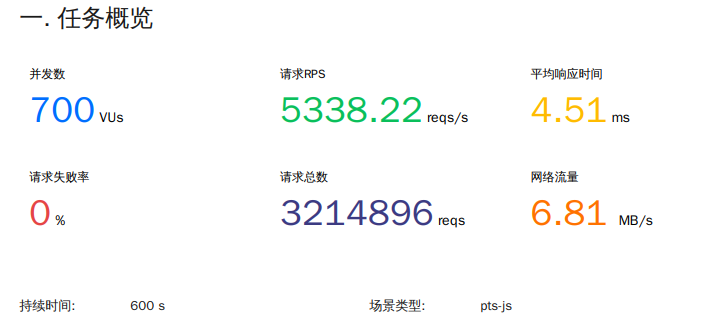 一. 任务概览
并发数 请求RPS 平均响应时间
700 VUs 5338.22 reqs/s 4.51 ms
请求失败率 请求总数 网络流量
0 % 3214896 reqs 6.81 MB/s
持续时间: 600 s 场景类型: pts-js